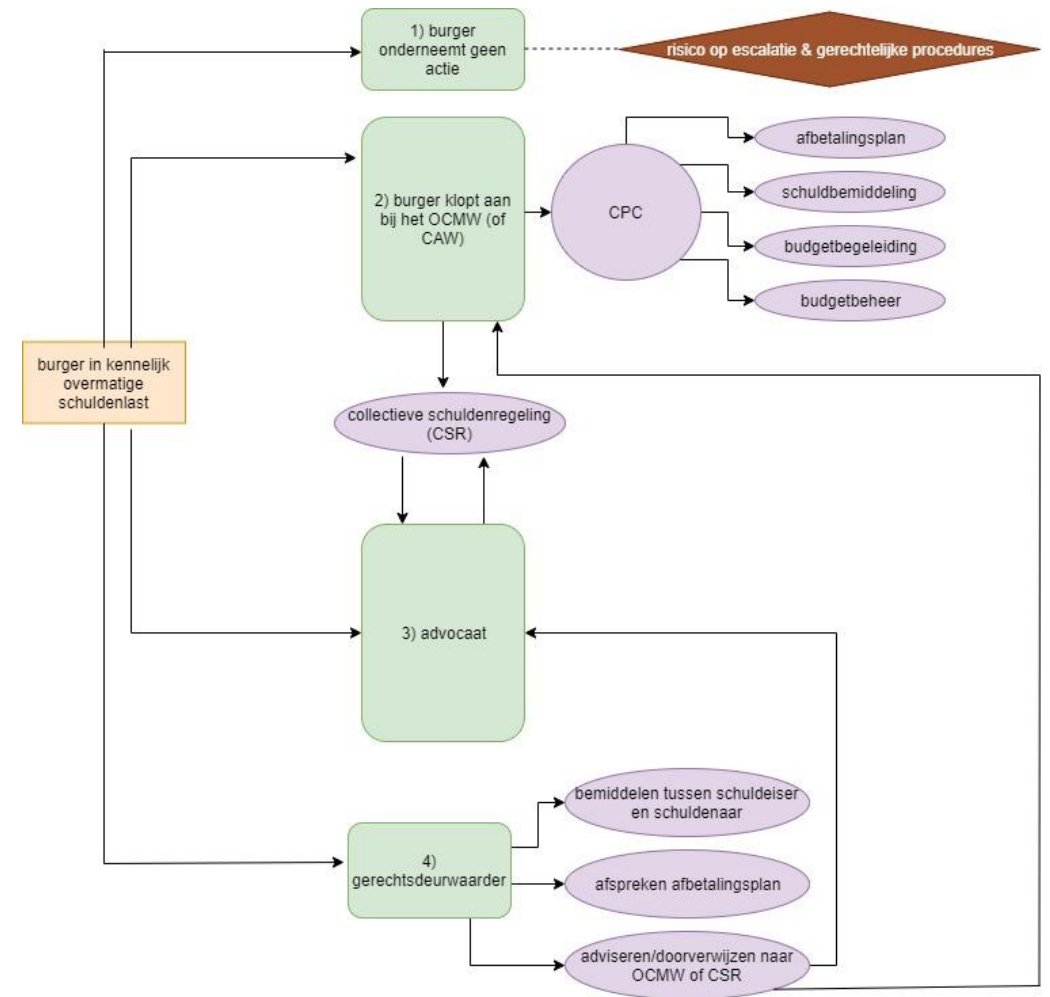 1) burger
onderneemt geen
actie
risico op escalatie & gerechtelijke procedures
2) burger klopt aan
bij het OCMW (of
CAW)
CPC
afbetalingsplan
schuldbemiddeling
budgetbegeleiding
budgetbeheer
burger in kennelijk
overmatige
schuldenlast
collectieve schuldenregeling
(CSR)
3) advocaat
4)
gerechtsdeurwaarder
bemiddelen tussen schuldeiser
en schuldenaar
afspreken afbetalingsplan
adviseren/doorverwijzen naar
OCMW of CSR